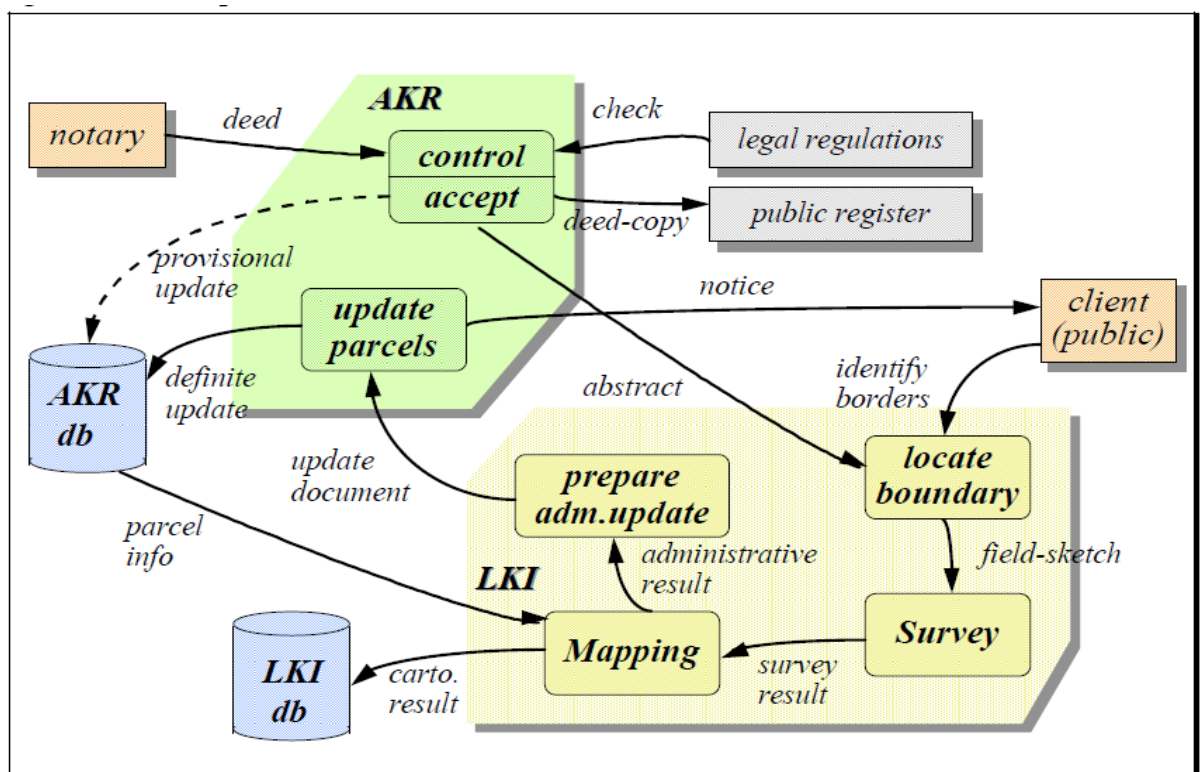 AKR
check
deed
notary
control
legal regulations
accept
public register
deed-copy
provisional
update
notice
client
(public)
update
parcels
identify
borders
definite
update
abstract
AKR
db
locate
boundary
update
document
prepare
adm.update
parcel
info
administrative
result
field-sketch
LKI
Survey
Mapping
survey
result
carto.
result
LKI
db